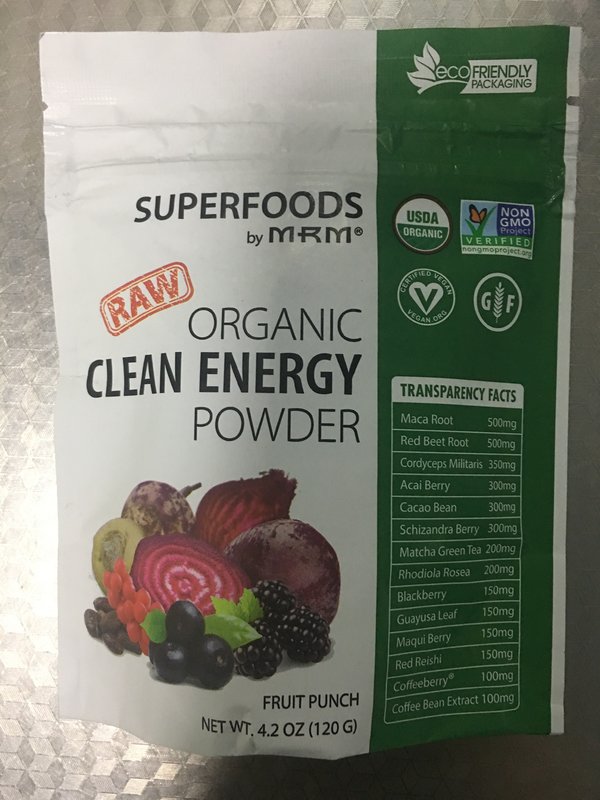 eco FRIENDLY
PACKAGING
SUPERFOODS
by MRM®
USDA
ORGANIC
NON
GMO
Project
VERIFIED
nongmoproject.org
CERTIFIED VEGAN
VEGAN.ORG
G F
RAW
ORGANIC
CLEAN ENERGY
POWDER
TRANSPARENCY FACTS
Maca Root 500mg
Red Beet Root 500mg
Cordyceps Militaris 350mg
Acai Berry 300mg
Cacao Bean 300mg
Schizandra Berry 300mg
Matcha Green Tea 200mg
Rhodiola Rosea 200mg
Blackberry 150mg
Guayusa Leaf 150mg
Maqui Berry 150mg
Red Reishi 150mg
Coffeeberry® 100mg
Coffee Bean Extract 100mg
FRUIT PUNCH
NET WT. 4.2 OZ (120 G)